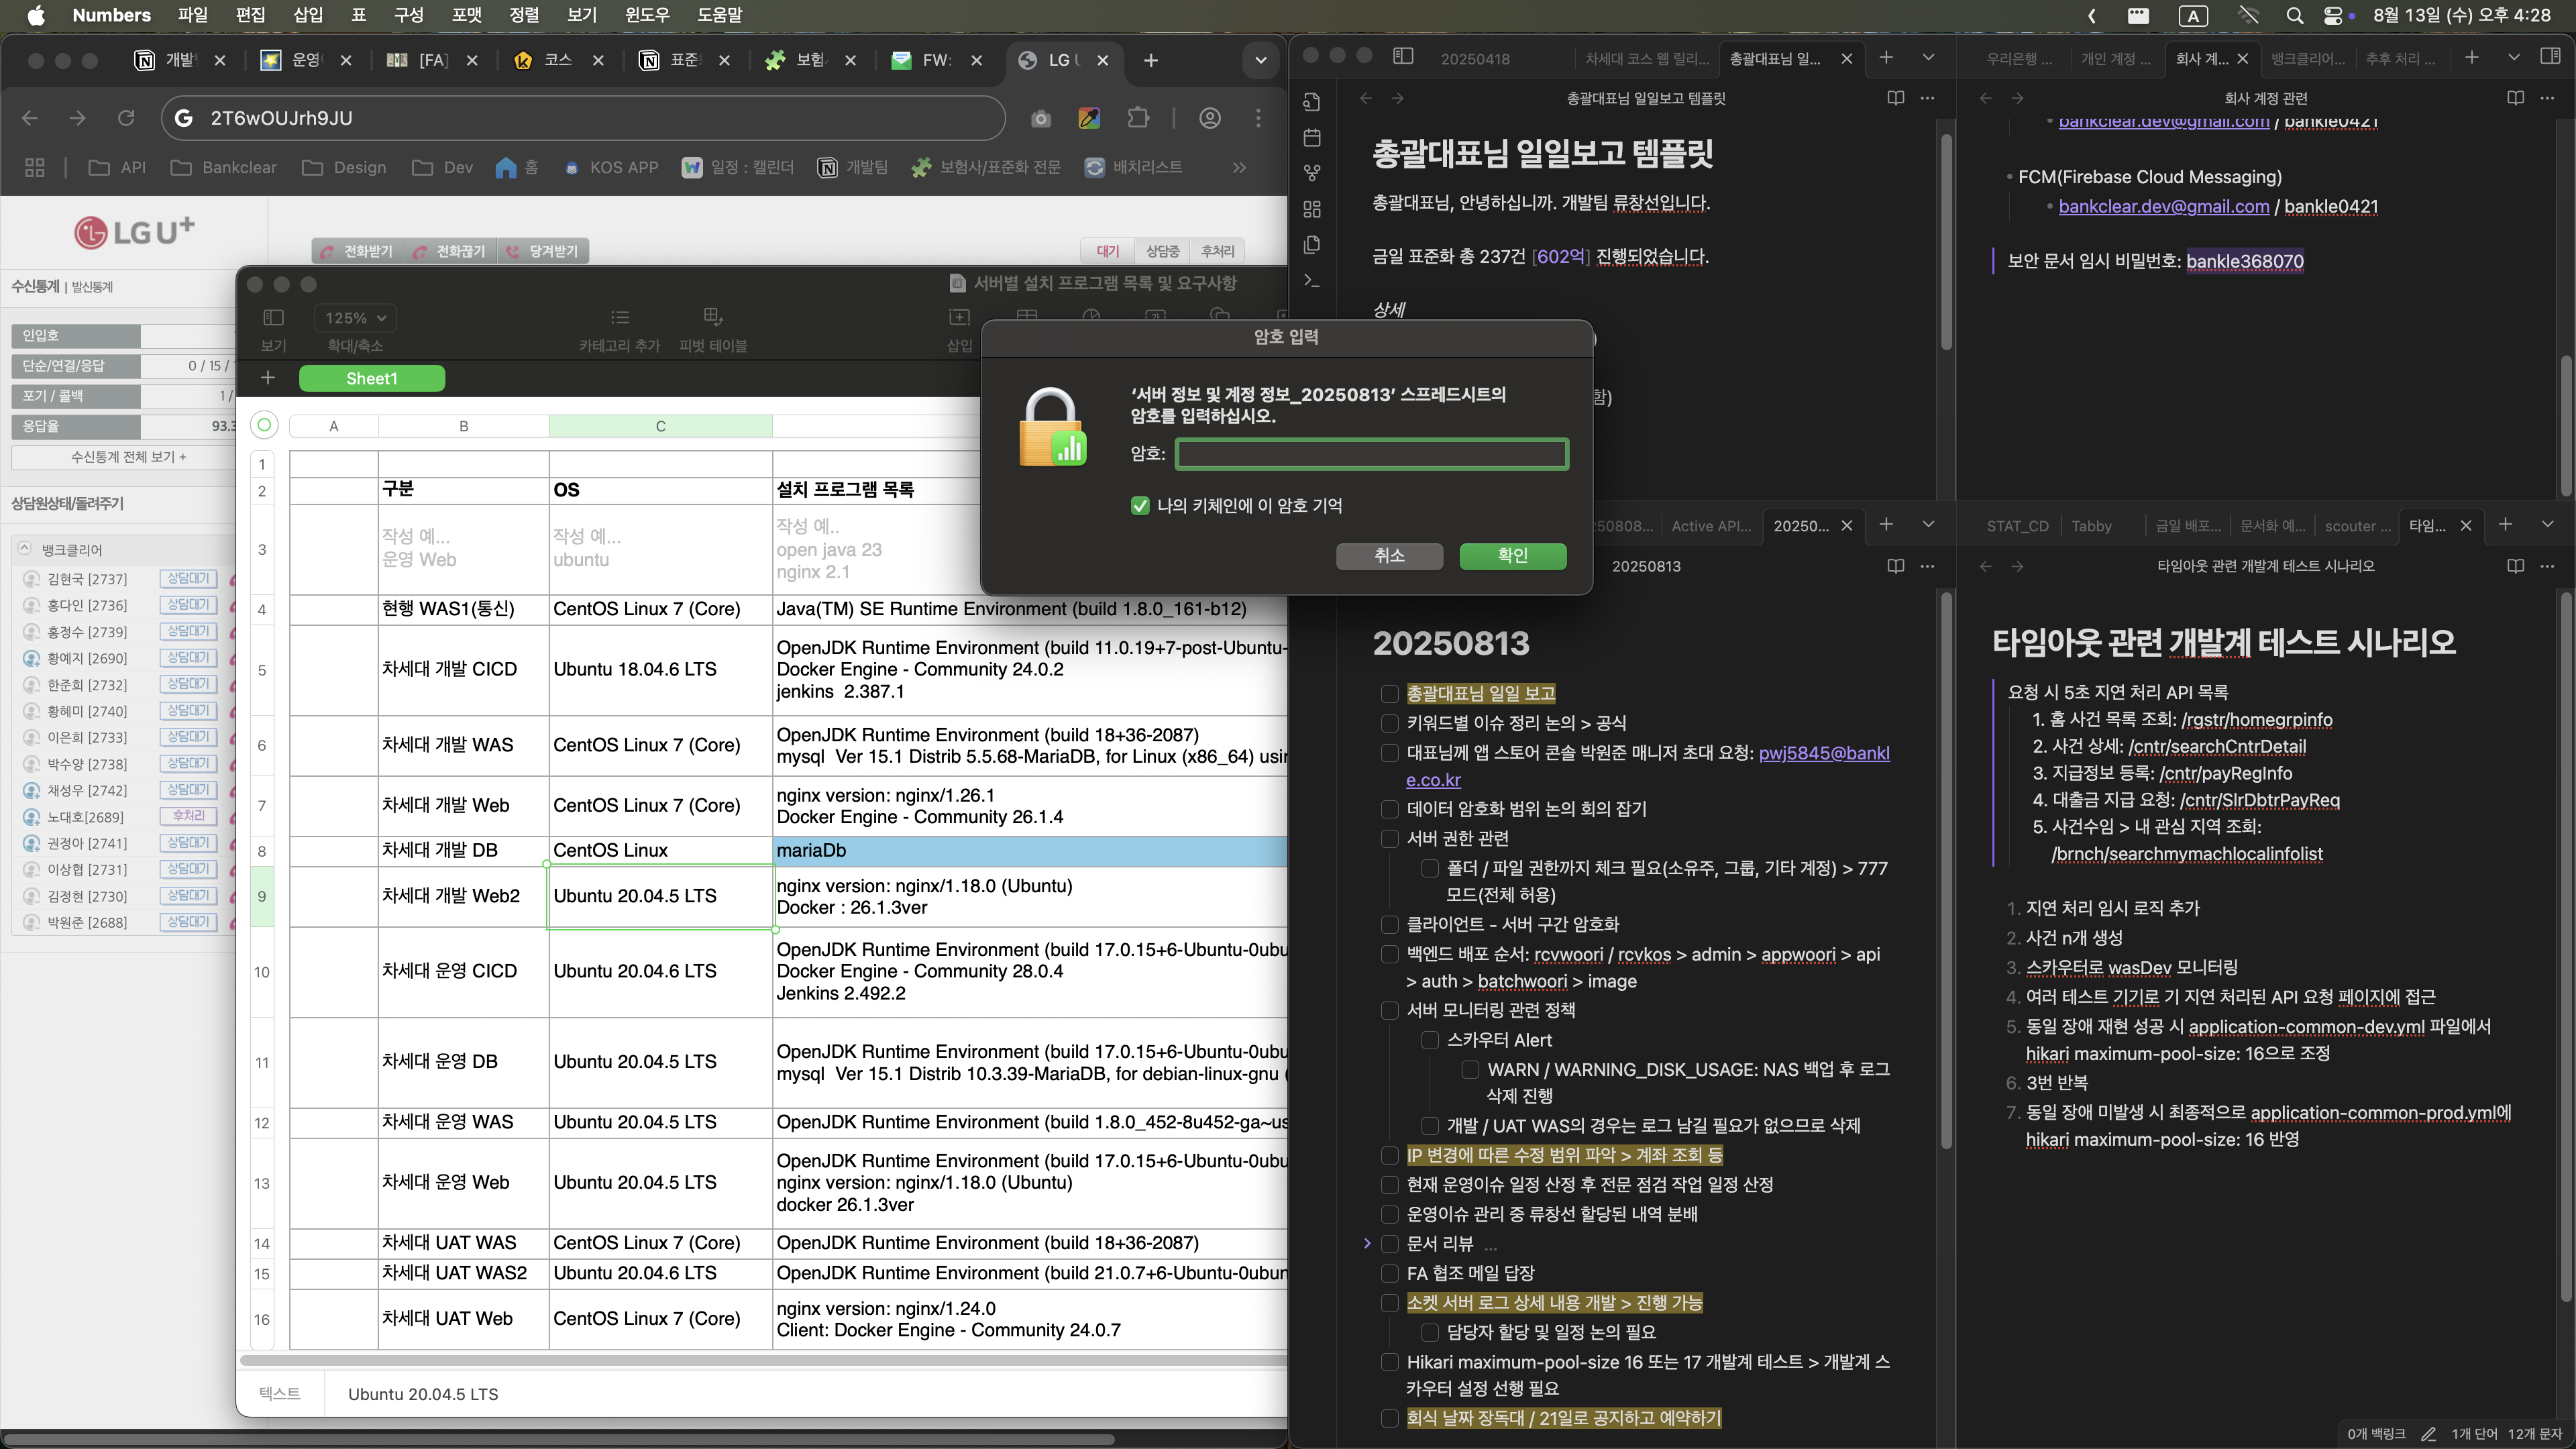 Numbers 파일 편집 삽입 표 구성 포맷 정렬 보기 윈도우 도움말
A 8월 13일 (수) 오후 4:28
개발 운영 [FA] 코스 표준 보험 FW: LG U
2T6wOUJrh9JU
API Bankclear Design Dev 홈 KOS APP 일정 : 캘린더 개발팀 보험사/표준화 전문 배치리스트
LG U+
전화받기 전화끊기 당겨받기 대기 상담중 후처리
수신통계 | 발신통계
인입호
단순/연결/응답 0 / 15 /
포기 / 콜백 1 /
응답율 93.3
수신통계 전체 보기 +
상담원상태/돌려주기
뱅크클리어
김현국 [2737] 상담대기
홍다인 [2736] 상담대기
홍정수 [2739] 상담대기
황예지 [2690] 상담대기
한준희 [2732] 상담대기
황혜미 [2740] 상담대기
이은희 [2733] 상담대기
박수양 [2738] 상담대기
채성우 [2742] 상담대기
노대호[2689] 후처리
권정아 [2741] 상담대기
이상협 [2731] 상담대기
김정현 [2730] 상담대기
박원준 [2688] 상담대기
서버별 설치 프로그램 목록 및 요구사항
125%
보기 확대/축소 카테고리 추가 피벗 테이블 삽입
Sheet1
A B C
1
2 구분 OS 설치 프로그램 목록
3 작성 예... 작성 예... 작성 예..
운영 Web ubuntu open java 23
nginx 2.1
4 현행 WAS1(통신) CentOS Linux 7 (Core) Java(TM) SE Runtime Environment (build 1.8.0_161-b12)
5 차세대 개발 CICD Ubuntu 18.04.6 LTS OpenJDK Runtime Environment (build 11.0.19+7-post-Ubuntu-
Docker Engine - Community 24.0.2
jenkins 2.387.1
6 차세대 개발 WAS CentOS Linux 7 (Core) OpenJDK Runtime Environment (build 18+36-2087)
mysql Ver 15.1 Distrib 5.5.68-MariaDB, for Linux (x86_64) usin
7 차세대 개발 Web CentOS Linux 7 (Core) nginx version: nginx/1.26.1
Docker Engine - Community 26.1.4
8 차세대 개발 DB CentOS Linux mariaDb
9 차세대 개발 Web2 Ubuntu 20.04.5 LTS nginx version: nginx/1.18.0 (Ubuntu)
Docker : 26.1.3ver
10 차세대 운영 CICD Ubuntu 20.04.6 LTS OpenJDK Runtime Environment (build 17.0.15+6-Ubuntu-0ubu
Docker Engine - Community 28.0.4
Jenkins 2.492.2
11 차세대 운영 DB Ubuntu 20.04.5 LTS OpenJDK Runtime Environment (build 17.0.15+6-Ubuntu-0ubu
mysql Ver 15.1 Distrib 10.3.39-MariaDB, for debian-linux-gnu (
12 차세대 운영 WAS Ubuntu 20.04.5 LTS OpenJDK Runtime Environment (build 1.8.0_452-8u452-ga~us
13 차세대 운영 Web Ubuntu 20.04.5 LTS OpenJDK Runtime Environment (build 17.0.15+6-Ubuntu-0ubu
nginx version: nginx/1.18.0 (Ubuntu)
docker 26.1.3ver
14 차세대 UAT WAS CentOS Linux 7 (Core) OpenJDK Runtime Environment (build 18+36-2087)
15 차세대 UAT WAS2 Ubuntu 20.04.6 LTS OpenJDK Runtime Environment (build 21.0.7+6-Ubuntu-0ubun
16 차세대 UAT Web CentOS Linux 7 (Core) nginx version: nginx/1.24.0
Client: Docker Engine - Community 24.0.7
텍스트 Ubuntu 20.04.5 LTS
암호 입력
‘서버 정보 및 계정 정보_20250813’ 스프레드시트의
암호를 입력하십시오.
암호:
나의 키체인에 이 암호 기억
취소 확인
20250418 차세대 코스 웹 릴리... 총괄대표님 일...
총괄대표님 일일보고 템플릿
총괄대표님 일일보고 템플릿
총괄대표님, 안녕하십니까. 개발팀 류창선입니다.
금일 표준화 총 237건 [602억] 진행되었습니다.
상세
)
함)
우리은행 ... 개인 계정 ... 회사 계... 뱅크클리어... 추후 처리 ...
회사 계정 관련
bankclear.dev@gmail.com / bankle0421
FCM(Firebase Cloud Messaging)
bankclear.dev@gmail.com / bankle0421
보안 문서 임시 비밀번호: bankle368070
50808... Active API... 20250...
20250813
20250813
총괄대표님 일일 보고
키워드별 이슈 정리 논의 > 공식
대표님께 앱 스토어 콘솔 박원준 매니저 초대 요청: pwj5845@bankl
e.co.kr
데이터 암호화 범위 논의 회의 잡기
서버 권한 관련
폴더 / 파일 권한까지 체크 필요(소유주, 그룹, 기타 계정) > 777
모드(전체 허용)
클라이언트 - 서버 구간 암호화
백엔드 배포 순서: rcvwoori / rcvkos > admin > appwoori > api
> auth > batchwoori > image
서버 모니터링 관련 정책
스카우터 Alert
WARN / WARNING_DISK_USAGE: NAS 백업 후 로그
삭제 진행
개발 / UAT WAS의 경우는 로그 남길 필요가 없으므로 삭제
IP 변경에 따른 수정 범위 파악 > 계좌 조회 등
현재 운영이슈 일정 산정 후 전문 점검 작업 일정 산정
운영이슈 관리 중 류창선 할당된 내역 분배
문서 리뷰 ...
FA 협조 메일 답장
소켓 서버 로그 상세 내용 개발 > 진행 가능
담당자 할당 및 일정 논의 필요
Hikari maximum-pool-size 16 또는 17 개발계 테스트 > 개발계 스
카우터 설정 선행 필요
회식 날짜 장독대 / 21일로 공지하고 예약하기
STAT_CD Tabby 금일 배포... 문서화 예... scouter ... 타임...
타임아웃 관련 개발계 테스트 시나리오
타임아웃 관련 개발계 테스트 시나리오
요청 시 5초 지연 처리 API 목록
1. 홈 사건 목록 조회: /rgstr/homegrpinfo
2. 사건 상세: /cntr/searchCntrDetail
3. 지급정보 등록: /cntr/payRegInfo
4. 대출금 지급 요청: /cntr/SlrDbtrPayReq
5. 사건수임 > 내 관심 지역 조회:
/brnch/searchmymachlocalinfolist
1. 지연 처리 임시 로직 추가
2. 사건 n개 생성
3. 스카우터로 wasDev 모니터링
4. 여러 테스트 기기로 기 지연 처리된 API 요청 페이지에 접근
5. 동일 장애 재현 성공 시 application-common-dev.yml 파일에서
hikari maximum-pool-size: 16으로 조정
6. 3번 반복
7. 동일 장애 미발생 시 최종적으로 application-common-prod.yml에
hikari maximum-pool-size: 16 반영
0개 백링크 1개 단어 12개 문자